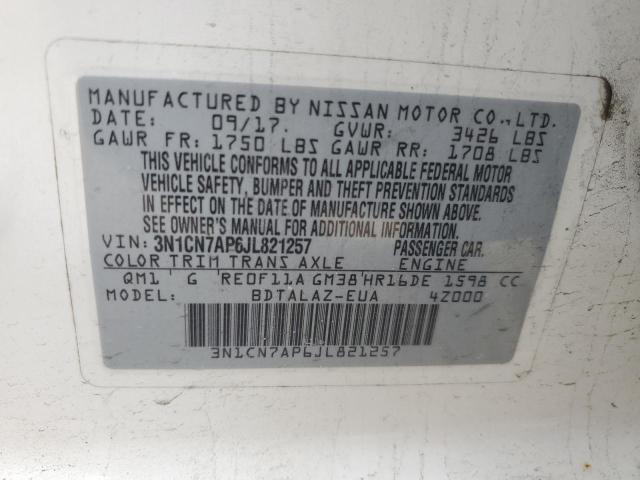 MANUFACTURED BY NISSAN MOTOR CO.,LTD.
DATE: 09/17. GVWR: 3426 LBS
GAWR FR: 1750 LBS GAWR RR: 1708 LBS
THIS VEHICLE CONFORMS TO ALL APPLICABLE FEDERAL MOTOR
VEHICLE SAFETY, BUMPER AND THEFT PREVENTION STANDARDS
IN EFFECT ON THE DATE OF MANUFACTURE SHOWN ABOVE.
SEE OWNER'S MANUAL FOR ADDITIONAL INFORMATION.
VIN: 3N1CN7AP6JL821257 PASSENGER CAR.
COLOR TRIM TRANS AXLE ENGINE
QM1 G RE0F11A GM38 HR16DE 1598 CC
MODEL: BDTALAZ-EUA 4Z000
3N1CN7AP6JL821257